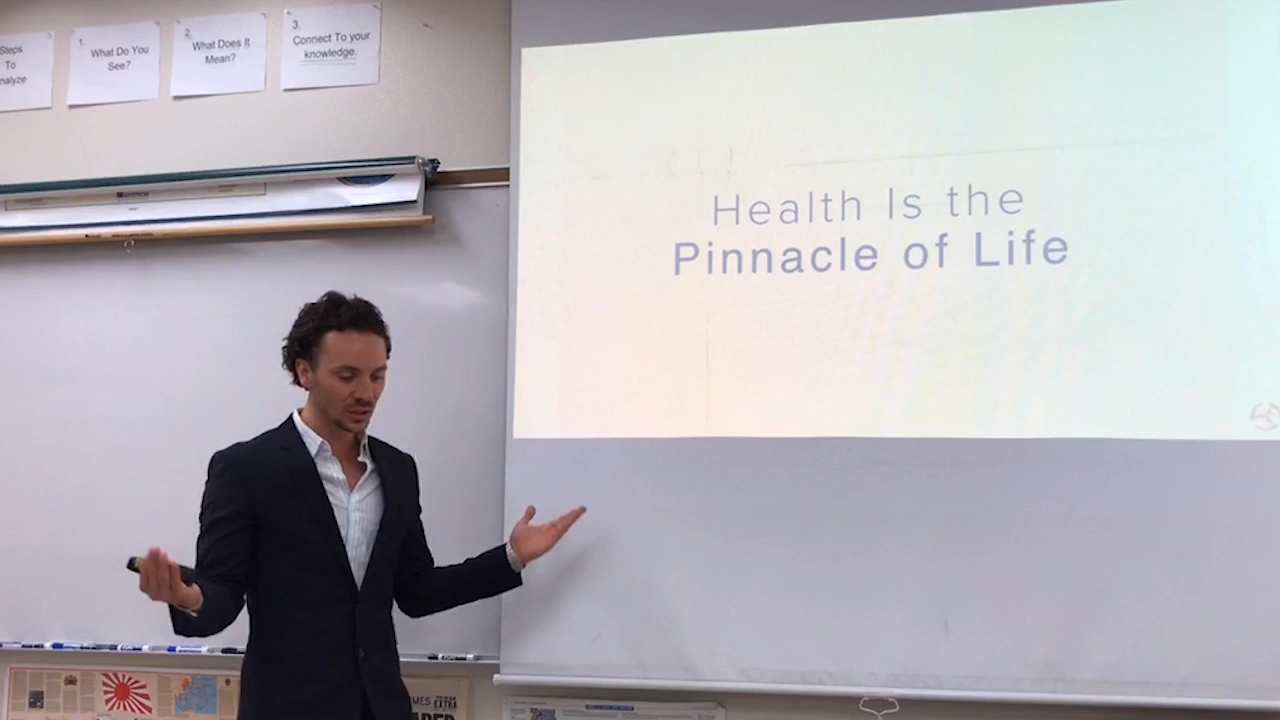 Steps
To
nalyze
1.
What Do You
See?
2.
What Does It
Mean?
3.
Connect To your
knowledge.
Health Is the
Pinnacle of Life
EXTRA